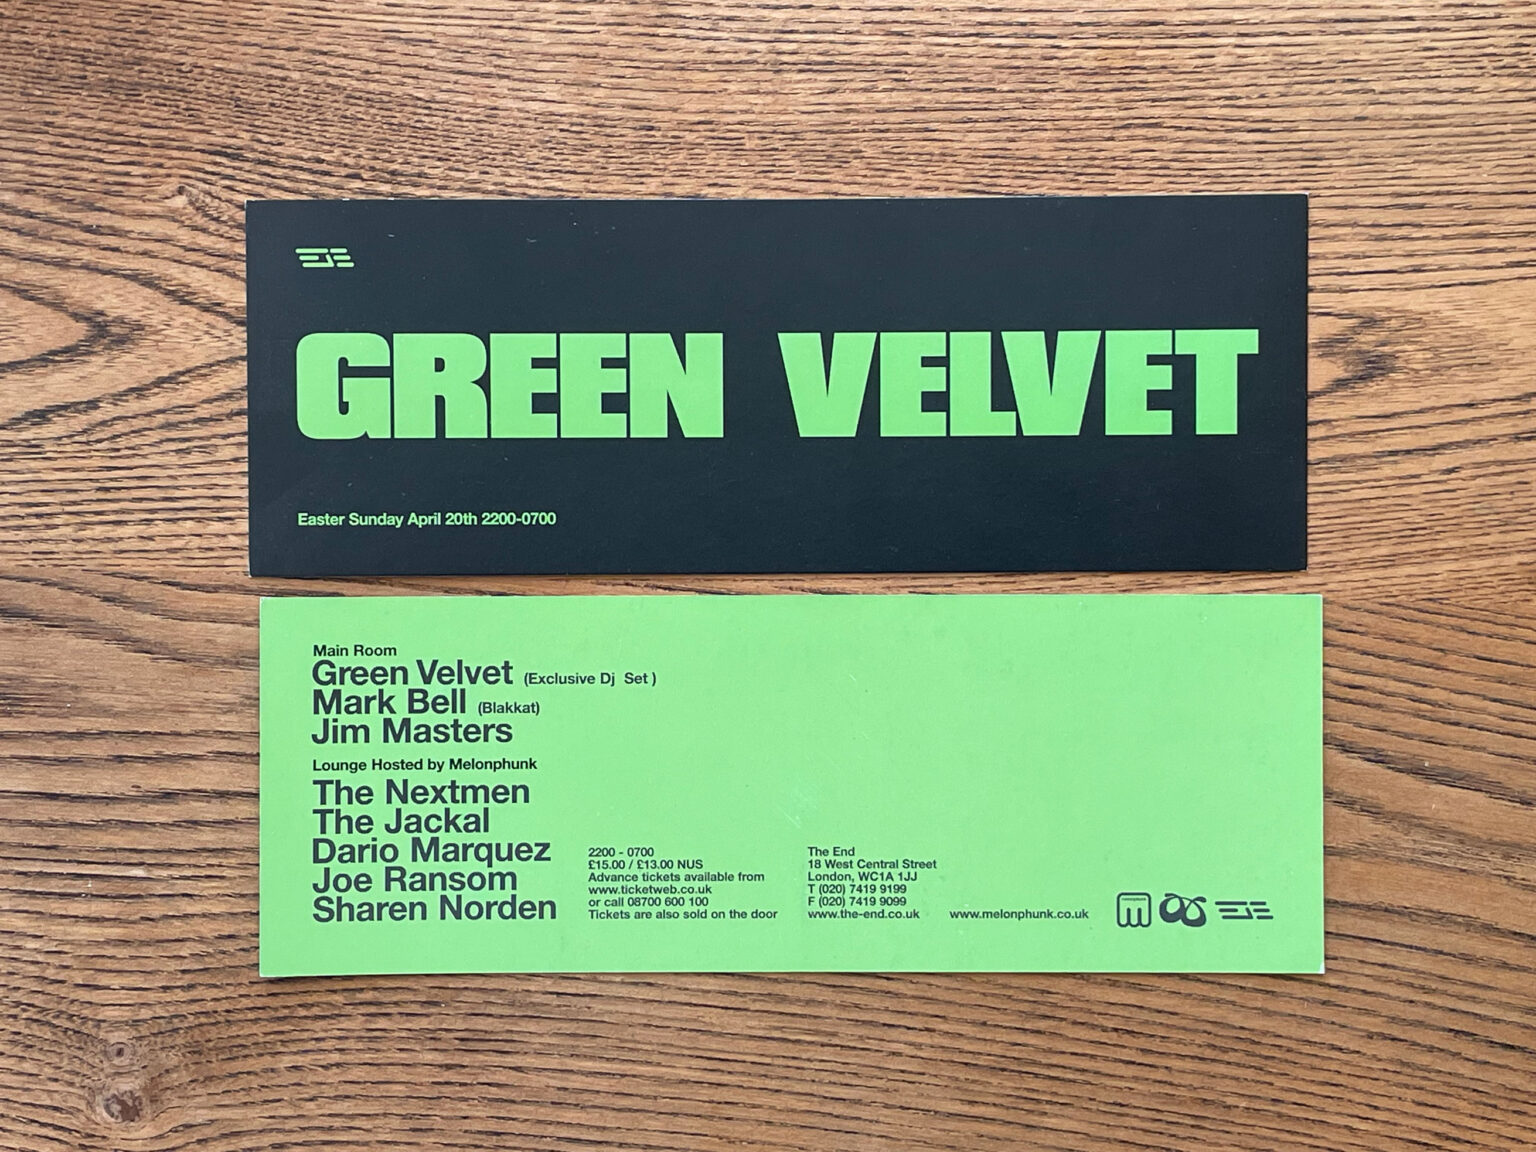 GREEN VELVET
Easter Sunday April 20th 2200-0700
Main Room
Green Velvet (Exclusive Dj Set )
Mark Bell (Blakkat)
Jim Masters
Lounge Hosted by Melonphunk
The Nextmen
The Jackal
Dario Marquez
Joe Ransom
Sharen Norden
2200 - 0700
£15.00 / £13.00 NUS
Advance tickets available from
www.ticketweb.co.uk
or call 08700 600 100
Tickets are also sold on the door
The End
18 West Central Street
London, WC1A 1JJ
T (020) 7419 9199
F (020) 7419 9099
www.the-end.co.uk
www.melonphunk.co.uk